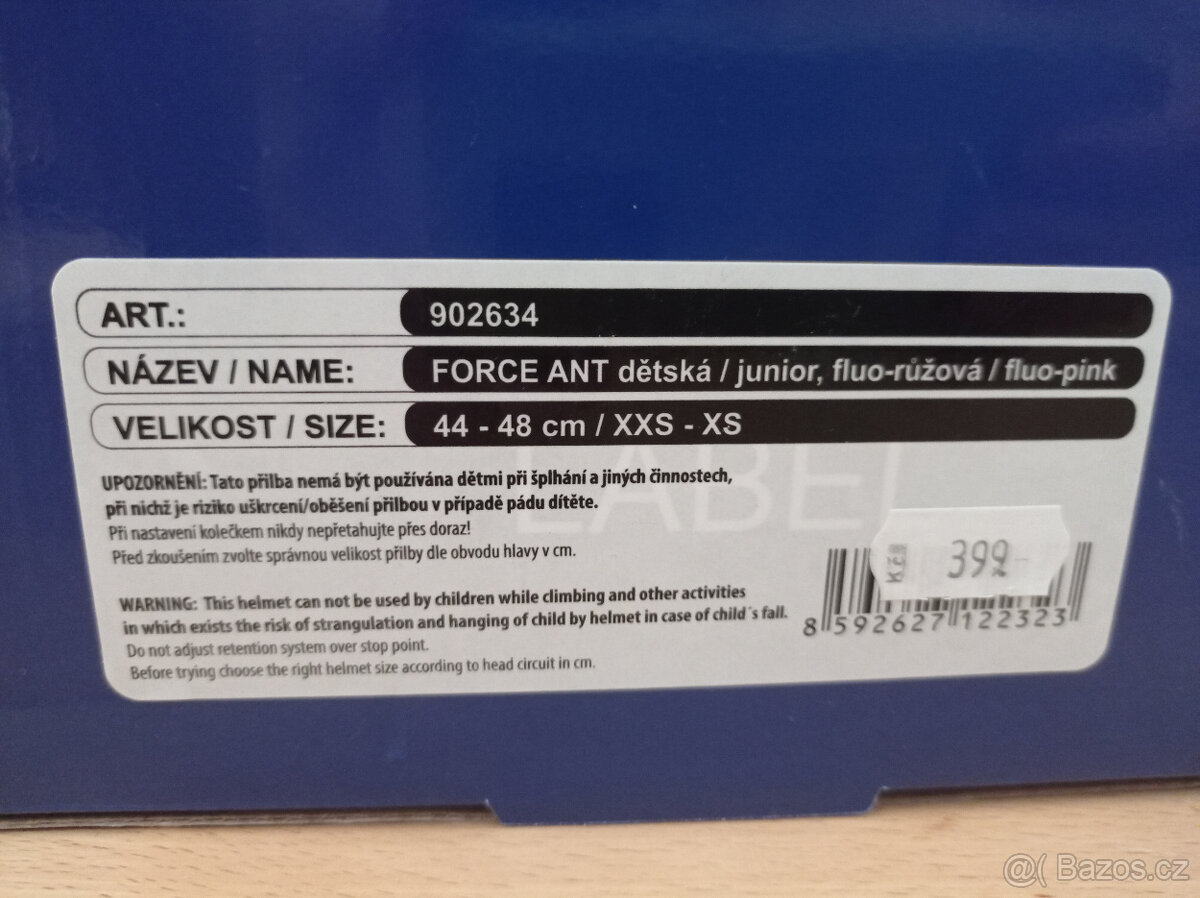 ART.: 902634
NÁZEV / NAME: FORCE ANT dětská / junior, fluo-růžová / fluo-pink
VELIKOST / SIZE: 44 - 48 cm / XXS - XS
LABEL
UPOZORNĚNÍ: Tato přilba nemá být používána dětmi při šplhání a jiných činnostech,
při nichž je riziko uškrcení/oběšení přilbou v případě pádu dítěte.
Při nastavení kolečkem nikdy nepřetahujte přes doraz!
Před zkoušením zvolte správnou velikost přilby dle obvodu hlavy v cm.
WARNING: This helmet can not be used by children while climbing and other activities
in which exists the risk of strangulation and hanging of child by helmet in case of child´s fall.
Do not adjust retention system over stop point.
Before trying choose the right helmet size according to head circuit in cm.
Kč 399.-
8 592627 122323
@( Bazos.cz